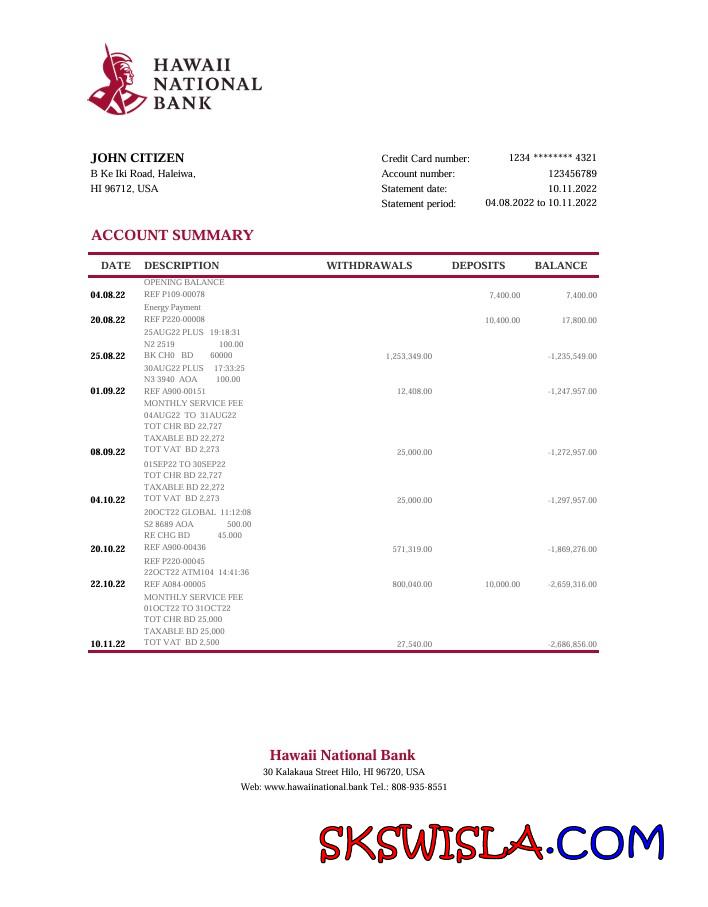 HAWAII
NATIONAL
BANK
JOHN CITIZEN
B Ke Iki Road, Haleiwa,
HI 96712, USA
Credit Card number: 1234 ******** 4321
Account number: 123456789
Statement date: 10.11.2022
Statement period: 04.08.2022 to 10.11.2022
ACCOUNT SUMMARY
DATE DESCRIPTION WITHDRAWALS DEPOSITS BALANCE
OPENING BALANCE
04.08.22 REF P109-00078 7,400.00 7,400.00
Energy Payment
20.08.22 REF P220-00008 10,400.00 17,800.00
25AUG22 PLUS 19:18:31
N2 2519 100.00
25.08.22 BK CH0 BD 60000 1,253,349.00 -1,235,549.00
30AUG22 PLUS 17:33:25
N3 3940 AOA 100.00
01.09.22 REF A900-00151 12,408.00 -1,247,957.00
MONTHLY SERVICE FEE
04AUG22 TO 31AUG22
TOT CHR BD 22,727
TAXABLE BD 22,272
08.09.22 TOT VAT BD 2,273 25,000.00 -1,272,957.00
01SEP22 TO 30SEP22
TOT CHR BD 22,727
TAXABLE BD 22,272
04.10.22 TOT VAT BD 2,273 25,000.00 -1,297,957.00
20OCT22 GLOBAL 11:12:08
S2 8689 AOA 500.00
RE CHG BD 45.000
20.10.22 REF A900-00436 571,319.00 -1,869,276.00
REF P220-00045
22OCT22 ATM104 14:41:36
22.10.22 REF A084-00005 800,040.00 10,000.00 -2,659,316.00
MONTHLY SERVICE FEE
01OCT22 TO 31OCT22
TOT CHR BD 25,000
TAXABLE BD 25,000
10.11.22 TOT VAT BD 2,500 27,540.00 -2,686,856.00
Hawaii National Bank
30 Kalakaua Street Hilo, HI 96720, USA
Web: www.hawaiinational.bank Tel.: 808-935-8551
SKSWISLA.COM